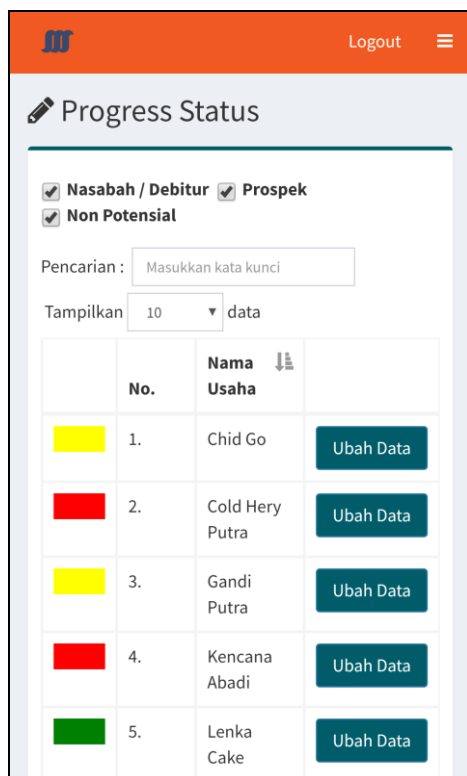 Logout
Progress Status
Nasabah / Debitur Prospek
Non Potensial
Pencarian : Masukkan kata kunci
Tampilkan 10 data
No. Nama Usaha
1. Chid Go Ubah Data
2. Cold Hery Putra Ubah Data
3. Gandi Putra Ubah Data
4. Kencana Abadi Ubah Data
5. Lenka Cake Ubah Data